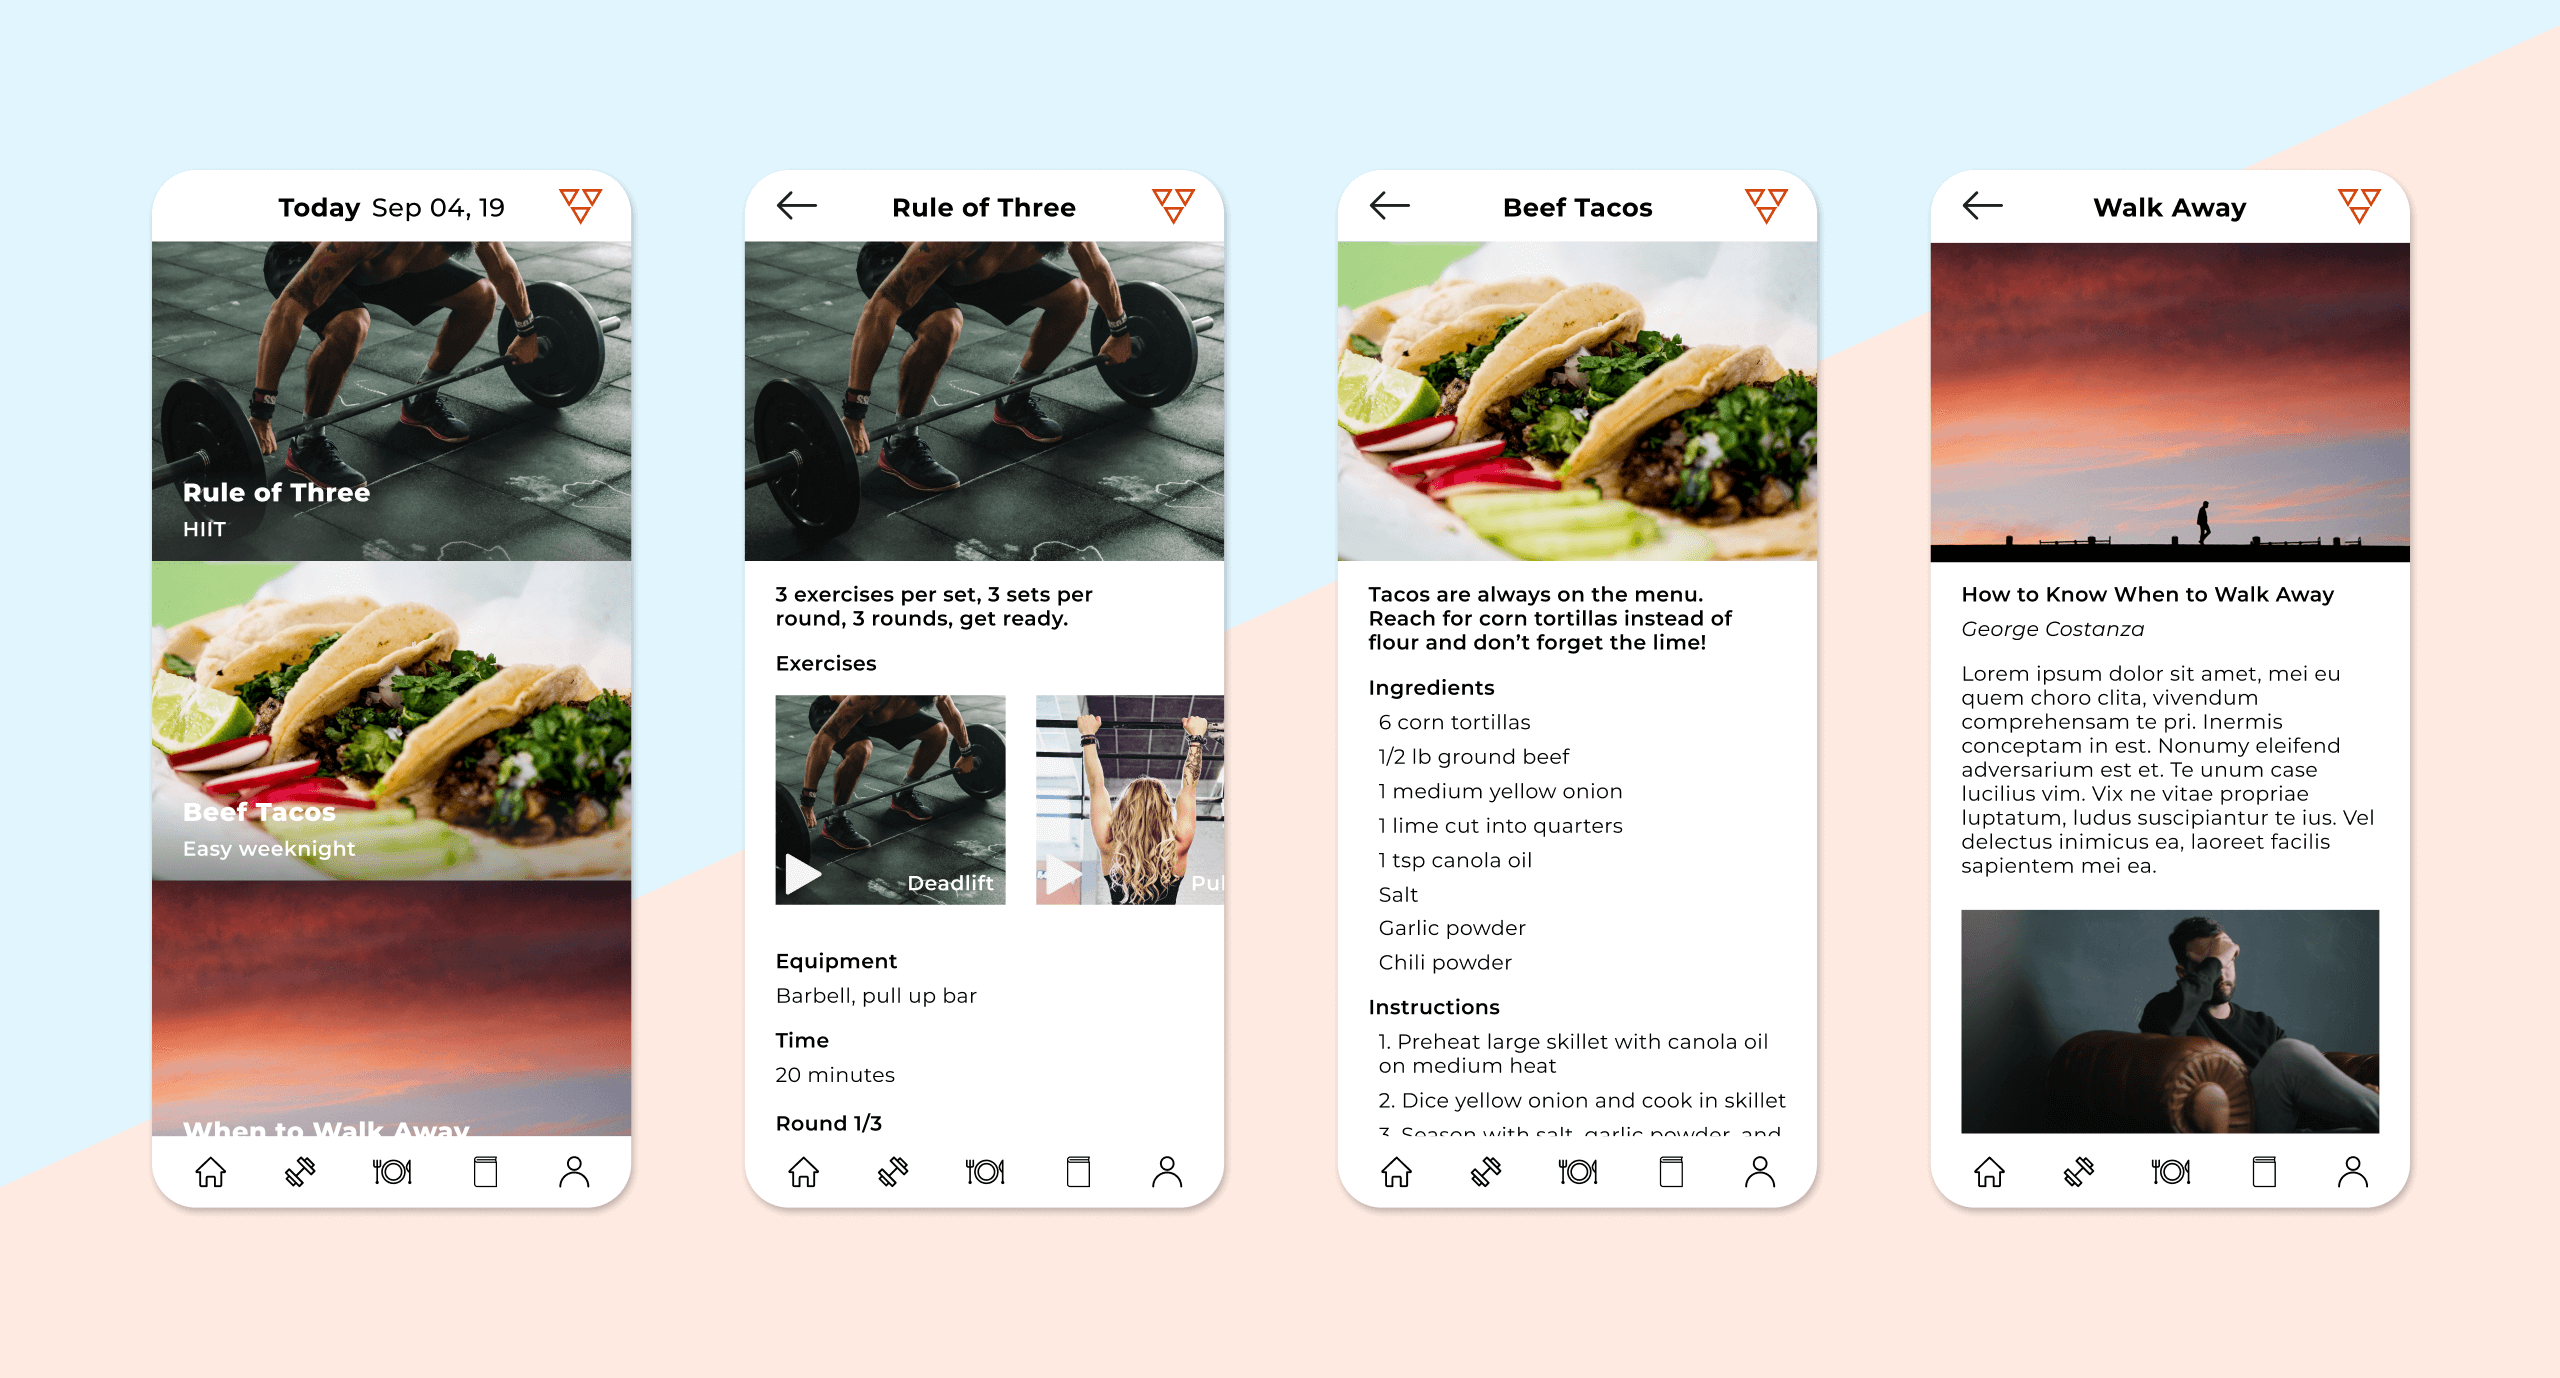 Today Sep 04, 19
Rule of Three
HIIT
Beef Tacos
Easy weeknight
When to Walk Away
Rule of Three
3 exercises per set, 3 sets per
round, 3 rounds, get ready.
Exercises
Deadlift
Pul
Equipment
Barbell, pull up bar
Time
20 minutes
Round 1/3
Beef Tacos
Tacos are always on the menu.
Reach for corn tortillas instead of
flour and don’t forget the lime!
Ingredients
6 corn tortillas
1/2 lb ground beef
1 medium yellow onion
1 lime cut into quarters
1 tsp canola oil
Salt
Garlic powder
Chili powder
Instructions
1. Preheat large skillet with canola oil
on medium heat
2. Dice yellow onion and cook in skillet
3. Season with salt, garlic powder, and
Walk Away
How to Know When to Walk Away
George Costanza
Lorem ipsum dolor sit amet, mei eu
quem choro clita, vivendum
comprehensam te pri. Inermis
conceptam in est. Nonumy eleifend
adversarium est et. Te unum case
lucilius vim. Vix ne vitae propriae
luptatum, ludus suscipiantur te ius. Vel
delectus inimicus ea, laoreet facilis
sapientem mei ea.